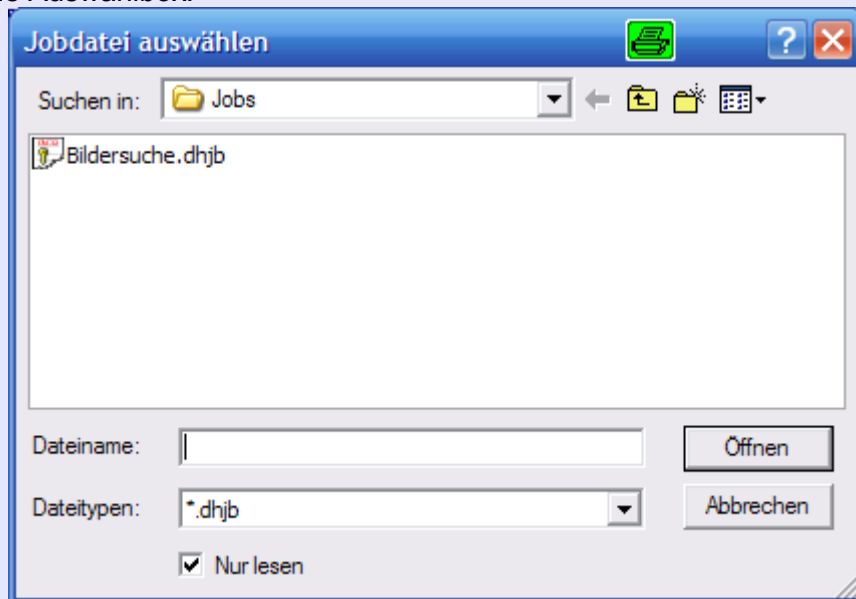 Jobdatei auswählen
Suchen in: Jobs
Bildersuche.dhjb
Dateiname: Öffnen
Dateitypen: *.dhjb Abbrechen
Nur lesen